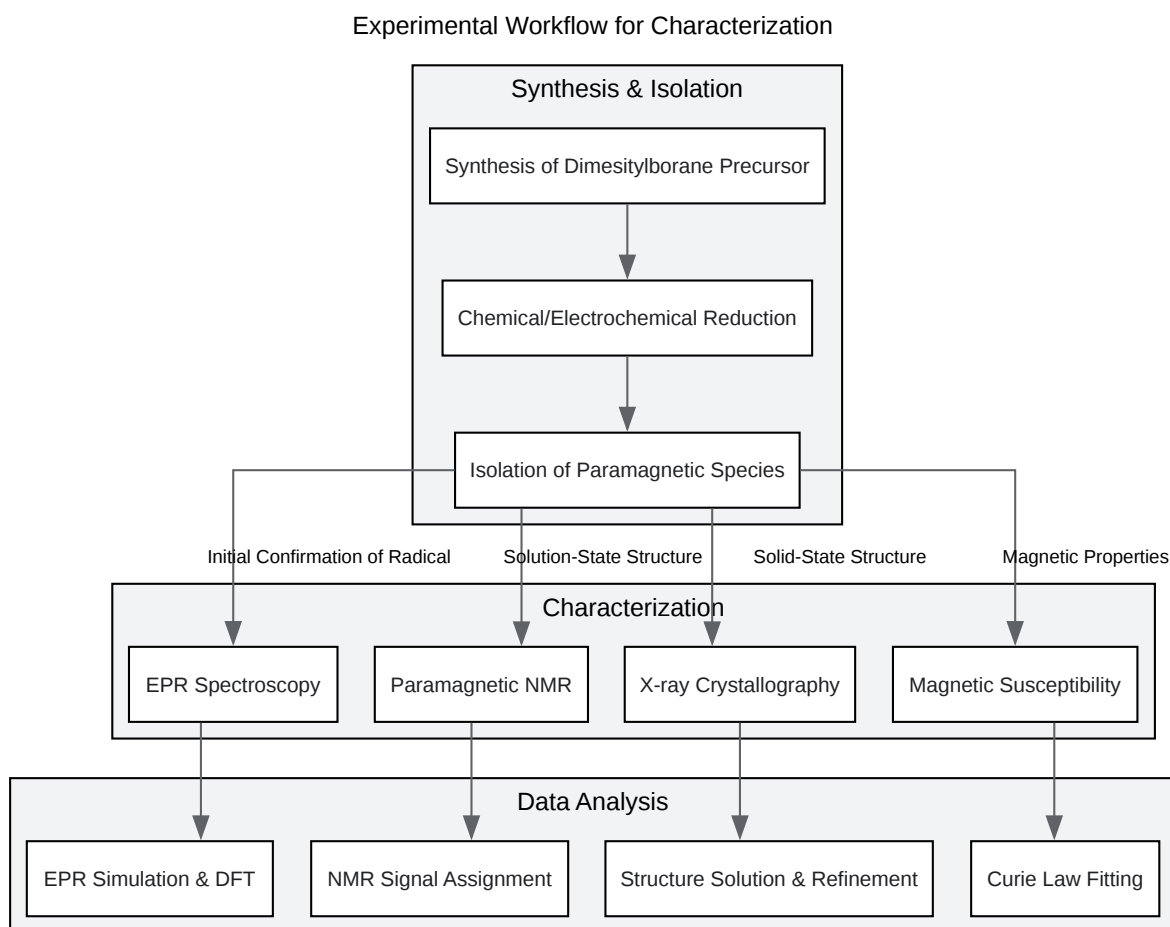 Experimental Workflow for Characterization
Synthesis & Isolation
Synthesis of Dimesitylborane Precursor
Chemical/Electrochemical Reduction
Isolation of Paramagnetic Species
Initial Confirmation of Radical
Solution-State Structure
Solid-State Structure
Magnetic Properties
Characterization
EPR Spectroscopy
Paramagnetic NMR
X-ray Crystallography
Magnetic Susceptibility
Data Analysis
EPR Simulation & DFT
NMR Signal Assignment
Structure Solution & Refinement
Curie Law Fitting